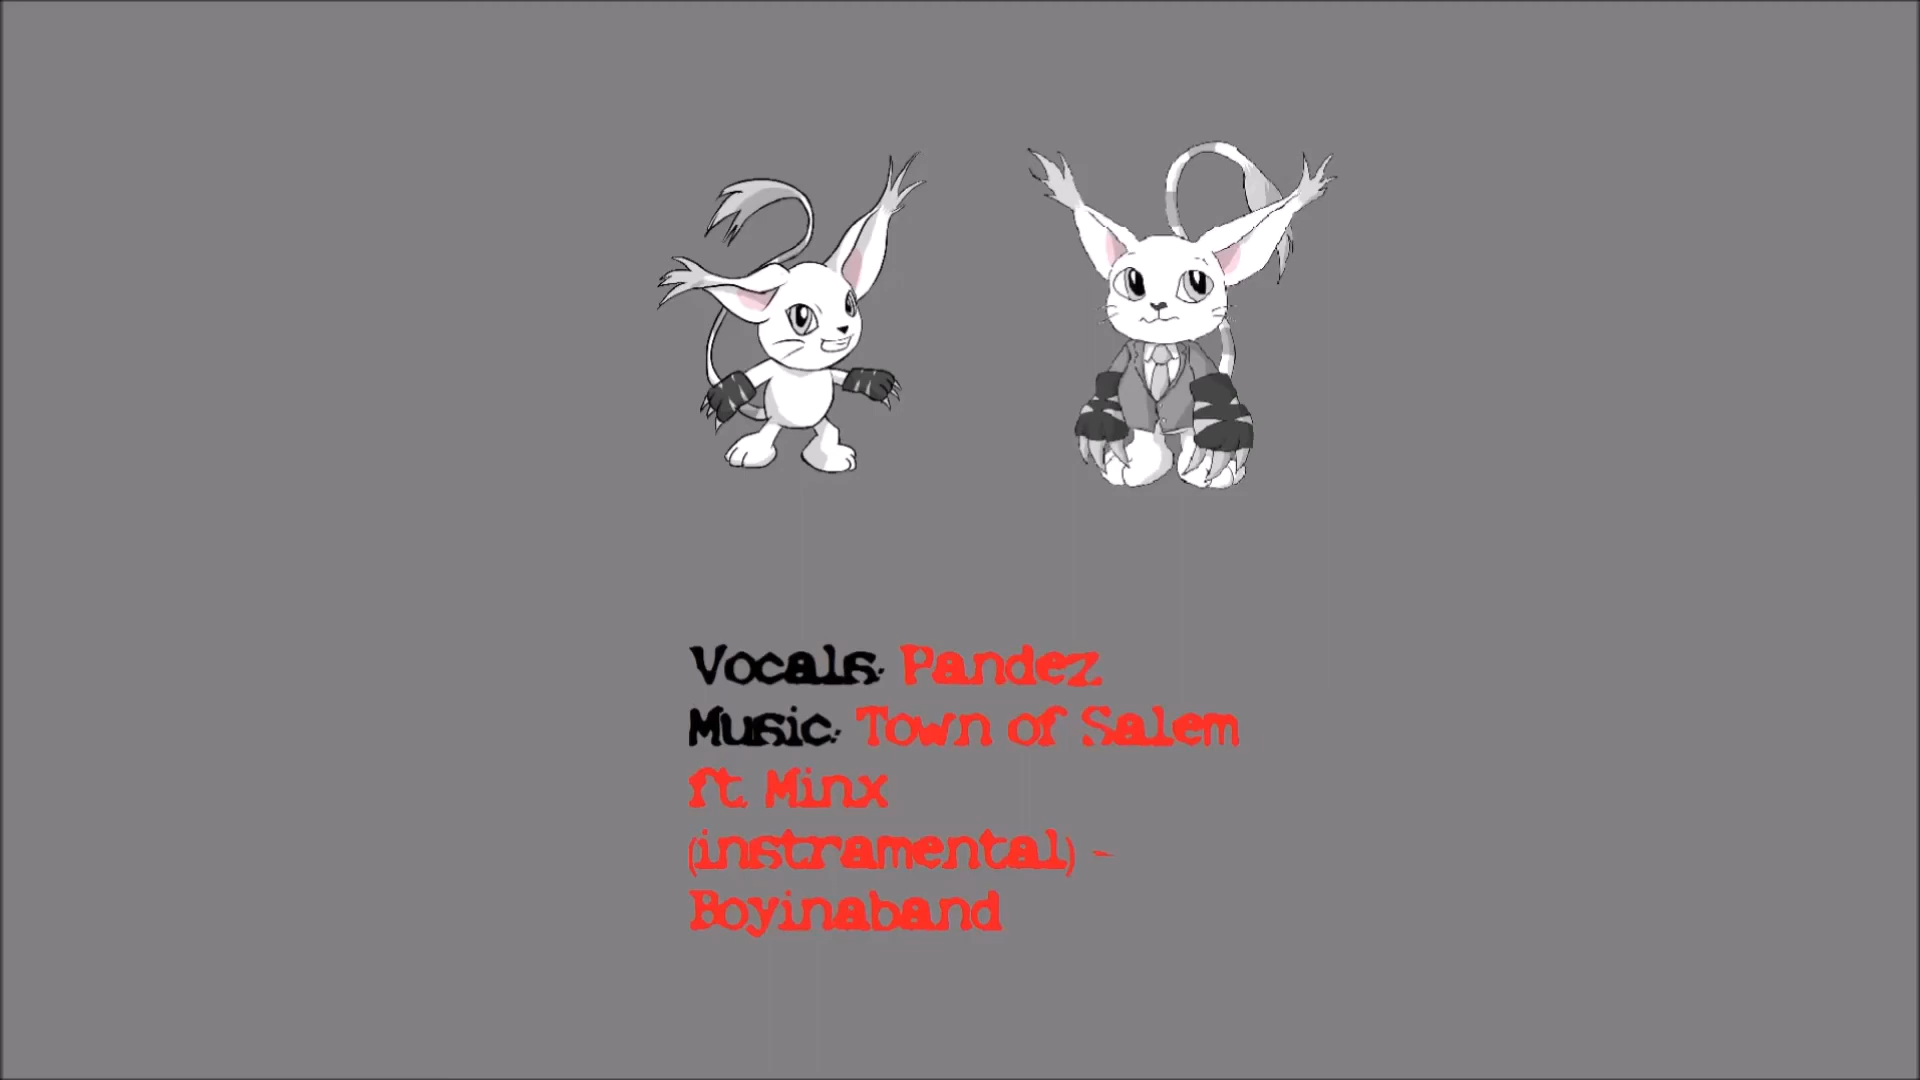 Vocals: Pandez
Music: Town of Salem
ft. Minx
(instramental) -
Boyinaband